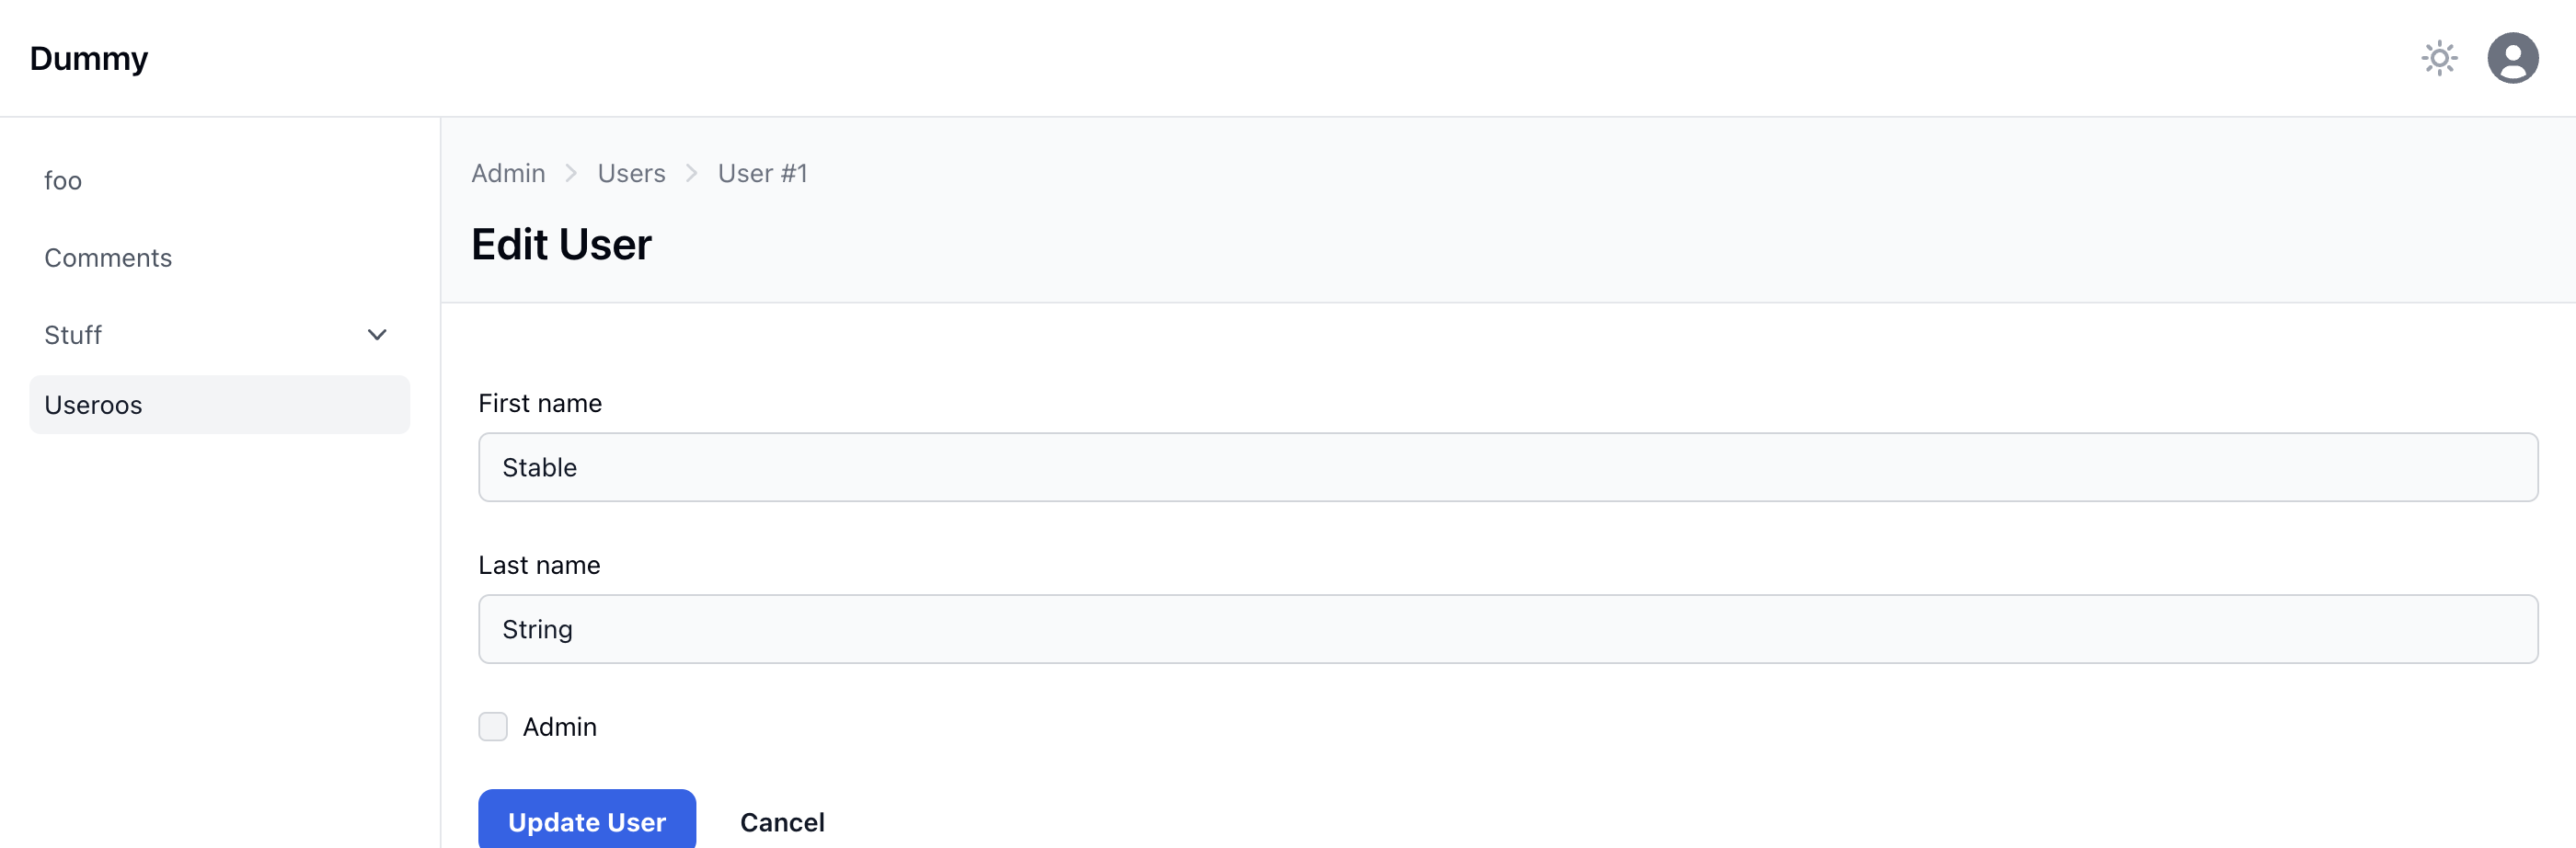 Dummy
foo
Comments
Stuff
Useroos
Admin > Users > User #1
Edit User
First name
Stable
Last name
String
Admin
Update User Cancel